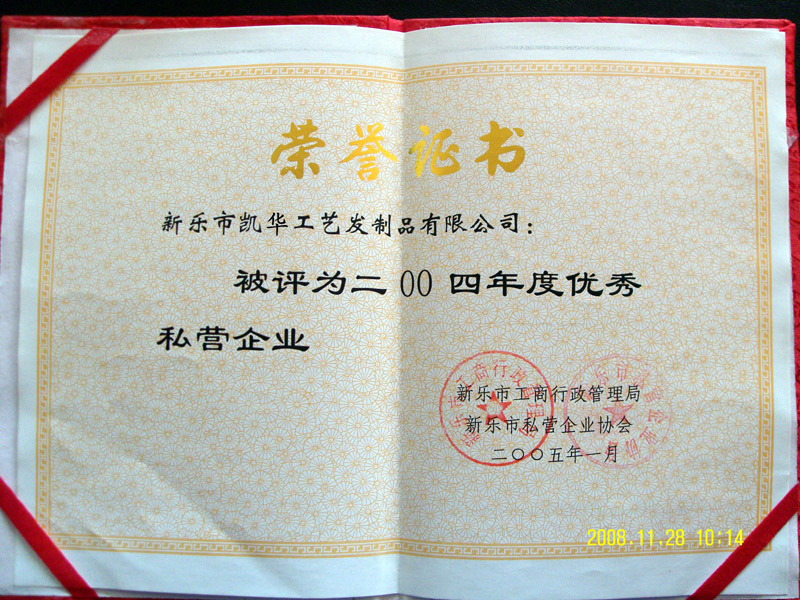 荣誉证书
新乐市凯华工艺发制品有限公司：
被评为二00四年度优秀
私营企业
新乐市工商行政管理局
新乐市私营企业协会
二〇〇五年一月
2008.11.28 10:14